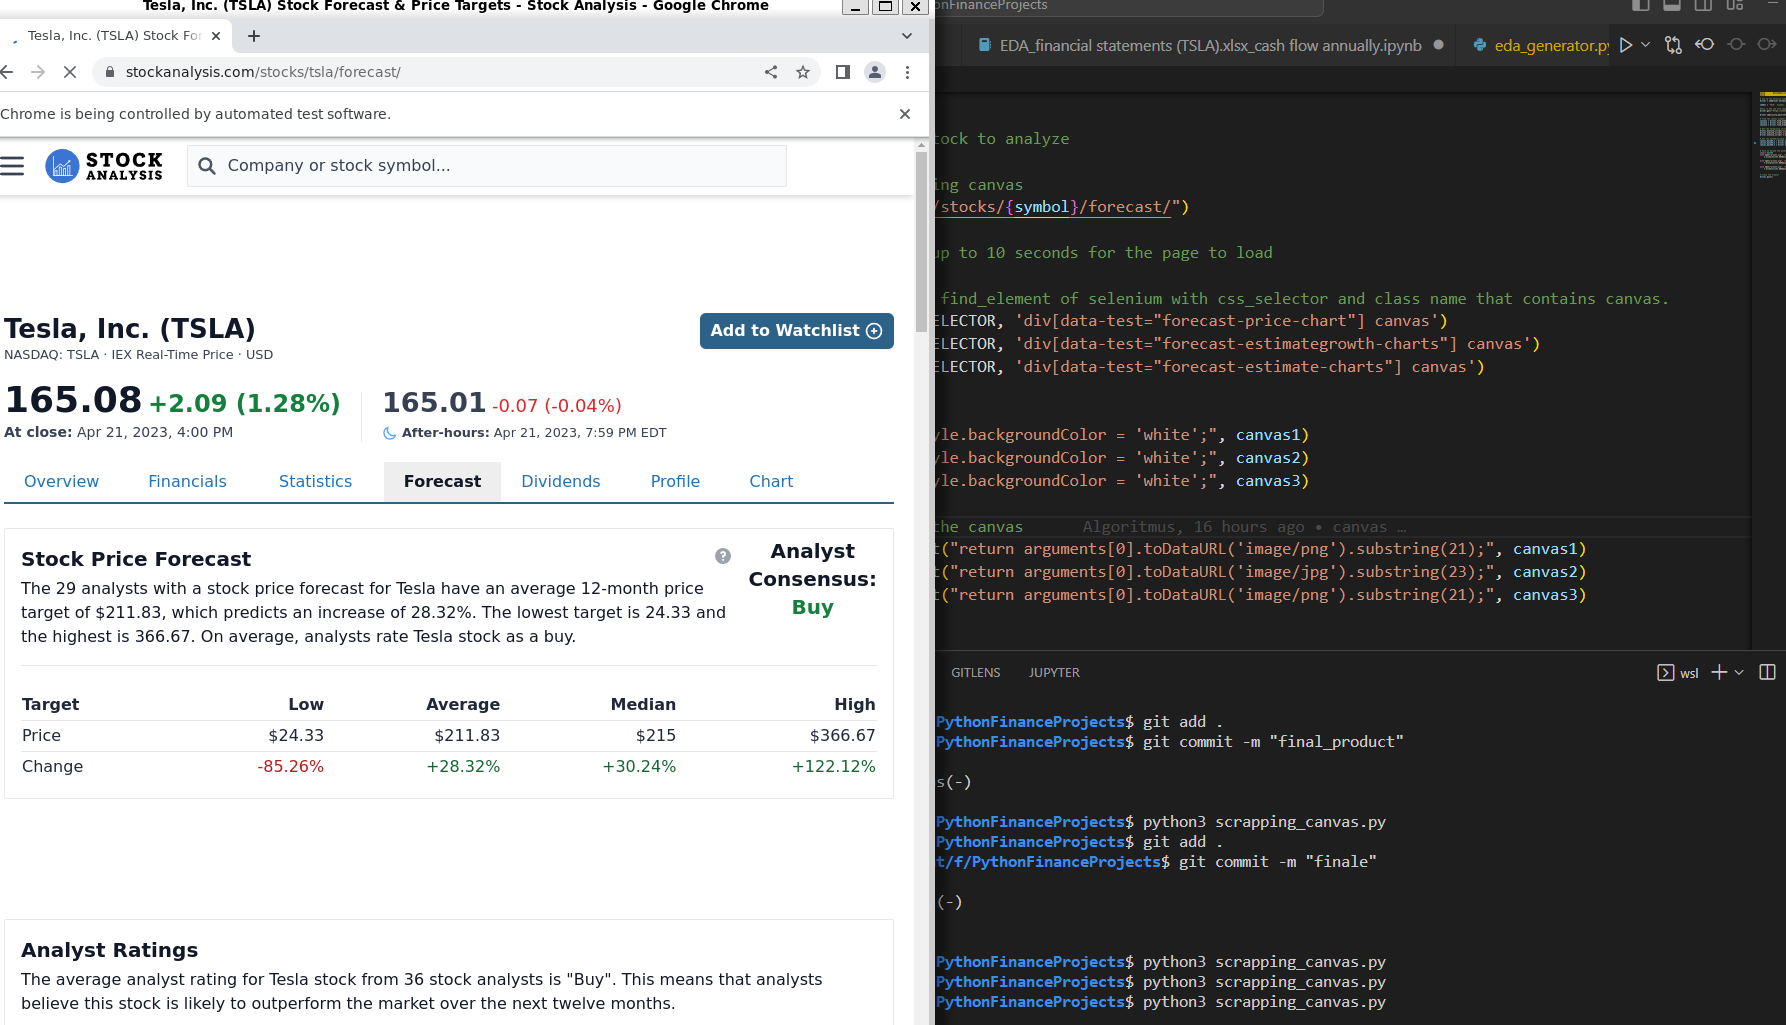 Tesla, Inc. (TSLA) Stock Forecast & Price Targets - Stock Analysis - Google Chrome
Tesla, Inc. (TSLA) Stock For
stockanalysis.com/stocks/tsla/forecast/
Chrome is being controlled by automated test software.
STOCK
ANALYSIS
Company or stock symbol...
Tesla, Inc. (TSLA)
Add to Watchlist
NASDAQ: TSLA · IEX Real-Time Price · USD
165.08 +2.09 (1.28%)
At close: Apr 21, 2023, 4:00 PM
165.01 -0.07 (-0.04%)
After-hours: Apr 21, 2023, 7:59 PM EDT
Overview Financials Statistics Forecast Dividends Profile Chart
Stock Price Forecast
The 29 analysts with a stock price forecast for Tesla have an average 12-month price
target of $211.83, which predicts an increase of 28.32%. The lowest target is 24.33 and
the highest is 366.67. On average, analysts rate Tesla stock as a buy.
?
Analyst
Consensus:
Buy
Target Low Average Median High
Price $24.33 $211.83 $215 $366.67
Change -85.26% +28.32% +30.24% +122.12%
Analyst Ratings
The average analyst rating for Tesla stock from 36 stock analysts is "Buy". This means that analysts
believe this stock is likely to outperform the market over the next twelve months.
onFinanceProjects
EDA_financial statements (TSLA).xlsx_cash flow annually.ipynb
eda_generator.py
tock to analyze
ing canvas
/stocks/{symbol}/forecast/")
up to 10 seconds for the page to load
find_element of selenium with css_selector and class name that contains canvas.
ELECTOR, 'div[data-test="forecast-price-chart"] canvas')
ELECTOR, 'div[data-test="forecast-estimategrowth-charts"] canvas')
ELECTOR, 'div[data-test="forecast-estimate-charts"] canvas')
yle.backgroundColor = 'white';", canvas1)
yle.backgroundColor = 'white';", canvas2)
yle.backgroundColor = 'white';", canvas3)
the canvas Algoritmus, 16 hours ago • canvas …
t("return arguments[0].toDataURL('image/png').substring(21);", canvas1)
t("return arguments[0].toDataURL('image/jpg').substring(23);", canvas2)
t("return arguments[0].toDataURL('image/png').substring(21);", canvas3)
GITLENS JUPYTER
wsl
PythonFinanceProjects$ git add .
PythonFinanceProjects$ git commit -m "final_product"
s(-)
PythonFinanceProjects$ python3 scrapping_canvas.py
PythonFinanceProjects$ git add .
t/f/PythonFinanceProjects$ git commit -m "finale"
(-)
PythonFinanceProjects$ python3 scrapping_canvas.py
PythonFinanceProjects$ python3 scrapping_canvas.py
PythonFinanceProjects$ python3 scrapping_canvas.py